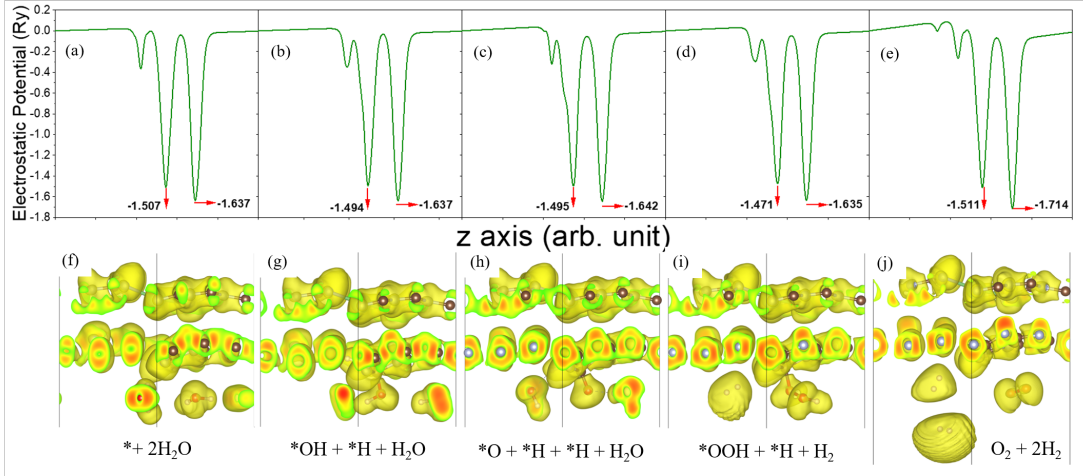 Electrostatic Potential (Ry)
0.2
0.0
-0.2
-0.4
-0.6
-0.8
-1.0
-1.2
-1.4
-1.6
-1.8
(a)
-1.507
-1.637
(b)
-1.494
-1.637
(c)
-1.495
-1.642
(d)
-1.471
-1.635
(e)
-1.511
-1.714
z axis (arb. unit)
(f)
(g)
(h)
(i)
(j)
*+ 2H₂O
*OH + *H + H₂O
*O + *H + *H + H₂O
*OOH + *H + H₂
O₂ + 2H₂